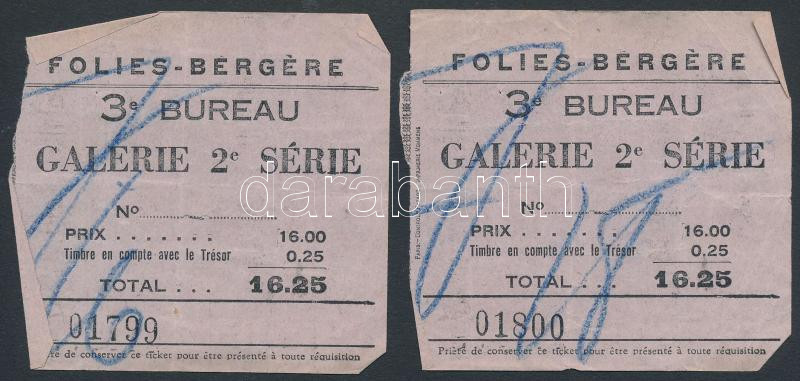 FOLIES-BERGÈRE
3e BUREAU
GALERIE 2e SÉRIE
No
PRIX ....... 16.00
Timbre en compte avec le Trésor 0.25
TOTAL ... 16.25
01799
re de conserver ce ticket pour être présenté à toute réquisition
FOLIES-BERGÈRE
3e BUREAU
GALERIE 2e SÉRIE
No
PRIX ....... 16.00
Timbre en compte avec le Trésor 0.25
TOTAL ... 16.25
01800
Prière de conserver ce ticket pour être présenté à toute réquisition
darabanth